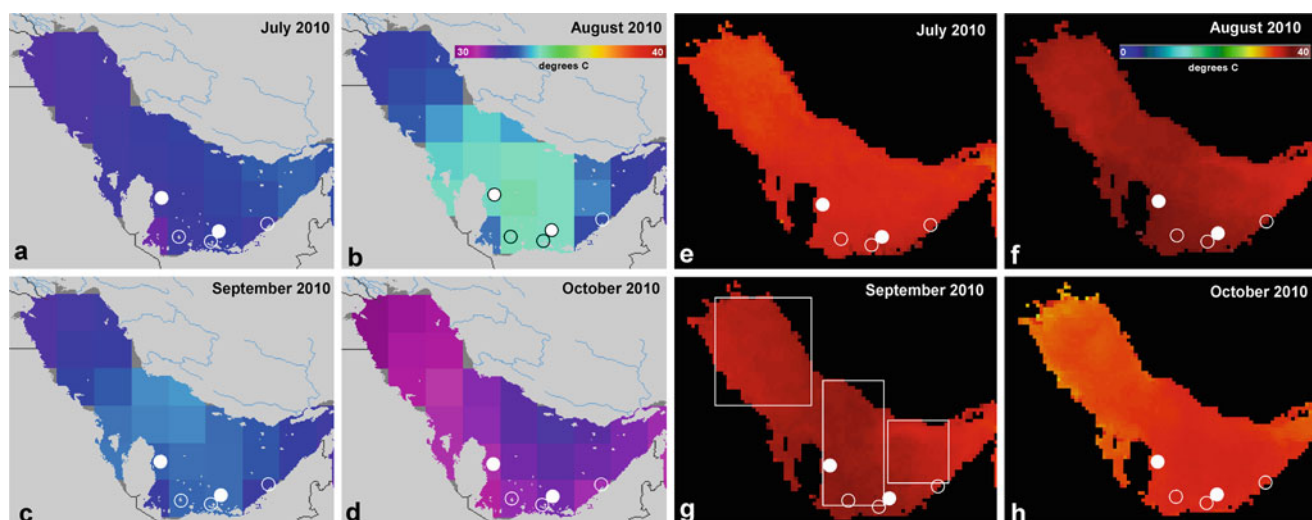 July 2010
a
August 2010
30 40
degrees C
b
July 2010
e
August 2010
0 40
degrees C
f
September 2010
c
October 2010
d
September 2010
g
October 2010
h